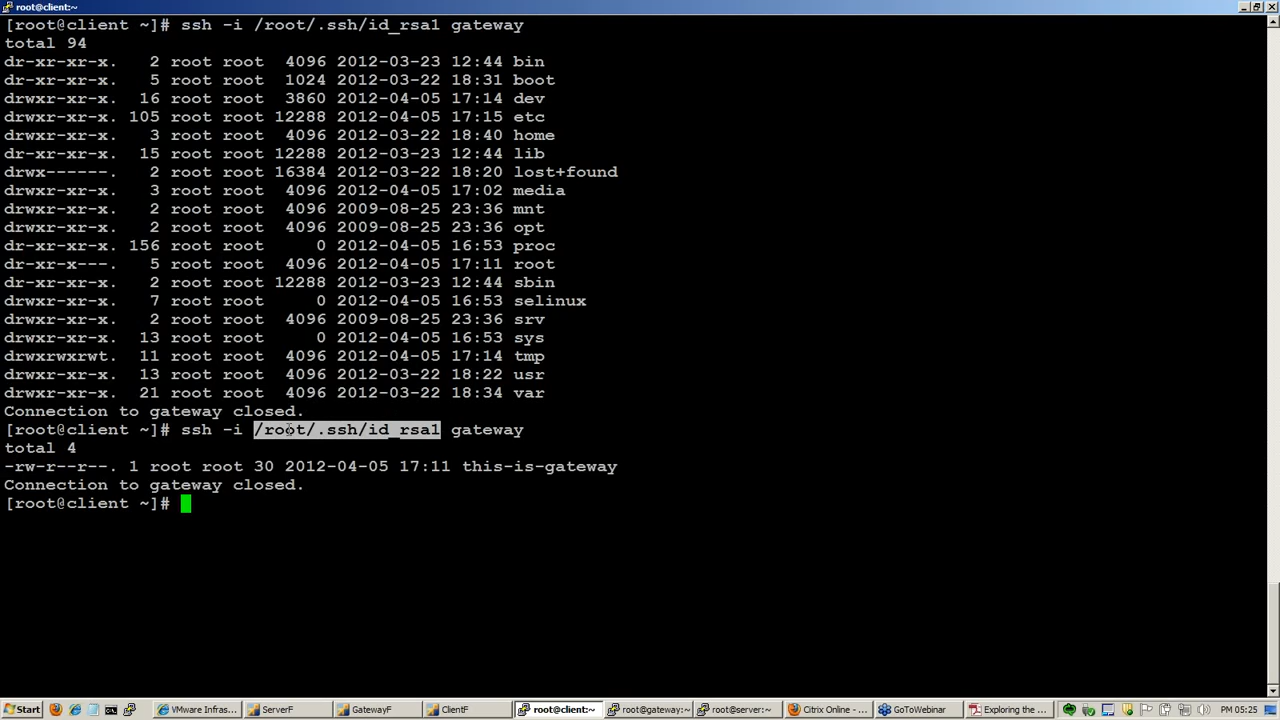 root@client:~
[root@client ~]# ssh -i /root/.ssh/id_rsa1 gateway
total 94
dr-xr-xr-x.   2 root root  4096 2012-03-23 12:44 bin
dr-xr-xr-x.   5 root root  1024 2012-03-22 18:31 boot
drwxr-xr-x.  16 root root  3860 2012-04-05 17:14 dev
drwxr-xr-x. 105 root root 12288 2012-04-05 17:15 etc
drwxr-xr-x.   3 root root  4096 2012-03-22 18:40 home
dr-xr-xr-x.  15 root root 12288 2012-03-23 12:44 lib
drwx------.   2 root root 16384 2012-03-22 18:20 lost+found
drwxr-xr-x.   3 root root  4096 2012-04-05 17:02 media
drwxr-xr-x.   2 root root  4096 2009-08-25 23:36 mnt
drwxr-xr-x.   2 root root  4096 2009-08-25 23:36 opt
dr-xr-xr-x. 156 root root     0 2012-04-05 16:53 proc
dr-xr-x---.   5 root root  4096 2012-04-05 17:11 root
dr-xr-xr-x.   2 root root 12288 2012-03-23 12:44 sbin
drwxr-xr-x.   7 root root     0 2012-04-05 16:53 selinux
drwxr-xr-x.   2 root root  4096 2009-08-25 23:36 srv
drwxr-xr-x.  13 root root     0 2012-04-05 16:53 sys
drwxrwxrwt.  11 root root  4096 2012-04-05 17:14 tmp
drwxr-xr-x.  13 root root  4096 2012-03-22 18:22 usr
drwxr-xr-x.  21 root root  4096 2012-03-22 18:34 var
Connection to gateway closed.
[root@client ~]# ssh -i /root/.ssh/id_rsa1 gateway
total 4
-rw-r--r--. 1 root root 30 2012-04-05 17:11 this-is-gateway
Connection to gateway closed.
[root@client ~]#
Start VMware Infras... ServerF GatewayF ClientF root@client:~ root@gateway:~ root@server:~ Citrix Online - ... GoToWebinar Exploring the ... 05:25